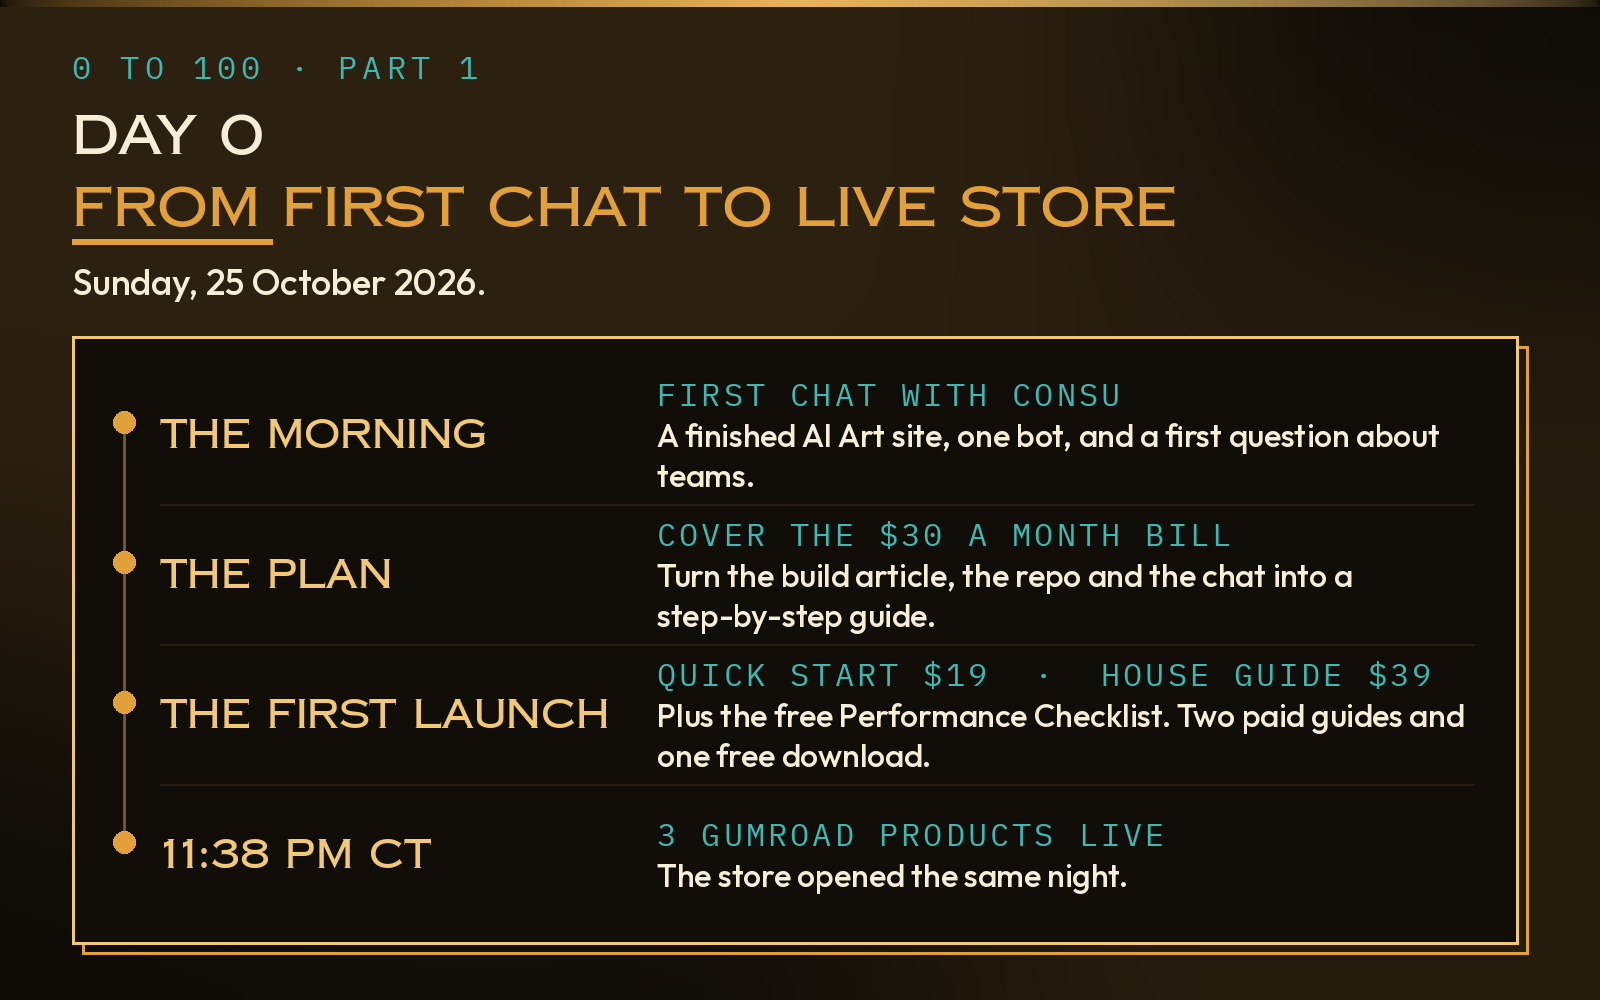 0 TO 100 · PART 1
DAY 0
FROM FIRST CHAT TO LIVE STORE
Sunday, 25 October 2026.
THE MORNING
FIRST CHAT WITH CONSU
A finished AI Art site, one bot, and a first question about
teams.
THE PLAN
COVER THE $30 A MONTH BILL
Turn the build article, the repo and the chat into a
step-by-step guide.
THE FIRST LAUNCH
QUICK START $19 · HOUSE GUIDE $39
Plus the free Performance Checklist. Two paid guides and
one free download.
11:38 PM CT
3 GUMROAD PRODUCTS LIVE
The store opened the same night.